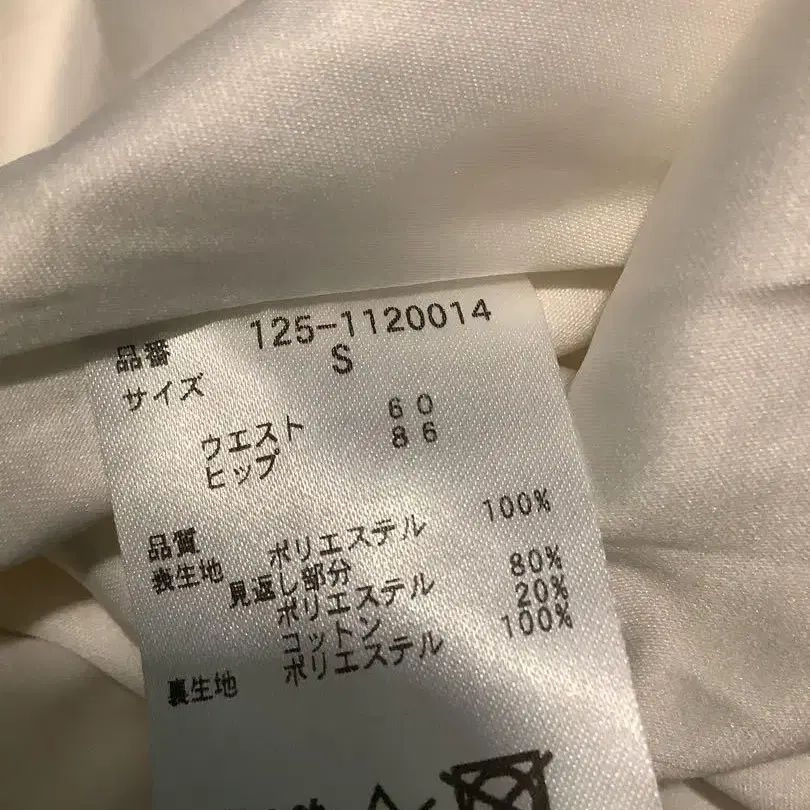 品番 125-1120014
サイズ S
ウエスト 60
ヒップ 86
品質
表生地 ポリエステル 100%
見返し部分
ポリエステル 80%
コットン 20%
裏生地 ポリエステル 100%